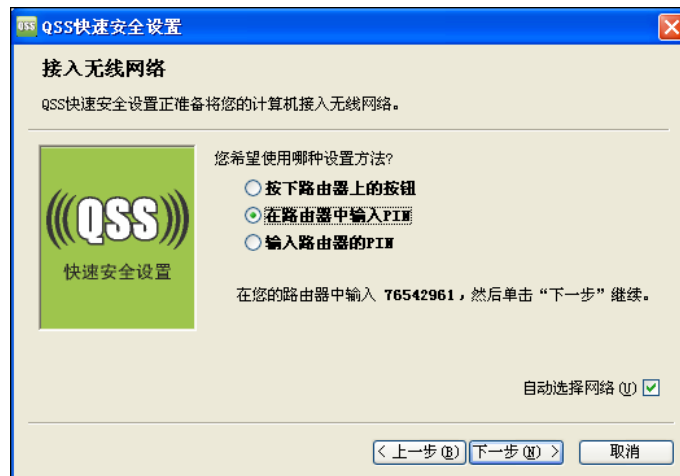 QSS QSS快速安全设置
接入无线网络
QSS快速安全设置正准备将您的计算机接入无线网络。
您希望使用哪种设置方法?
按下路由器上的按钮
在路由器中输入PIN
输入路由器的PIN
QSS
快速安全设置
在您的路由器中输入 76542961，然后单击“下一步”继续。
自动选择网络(U)
< 上一步(B) 下一步(N) > 取消